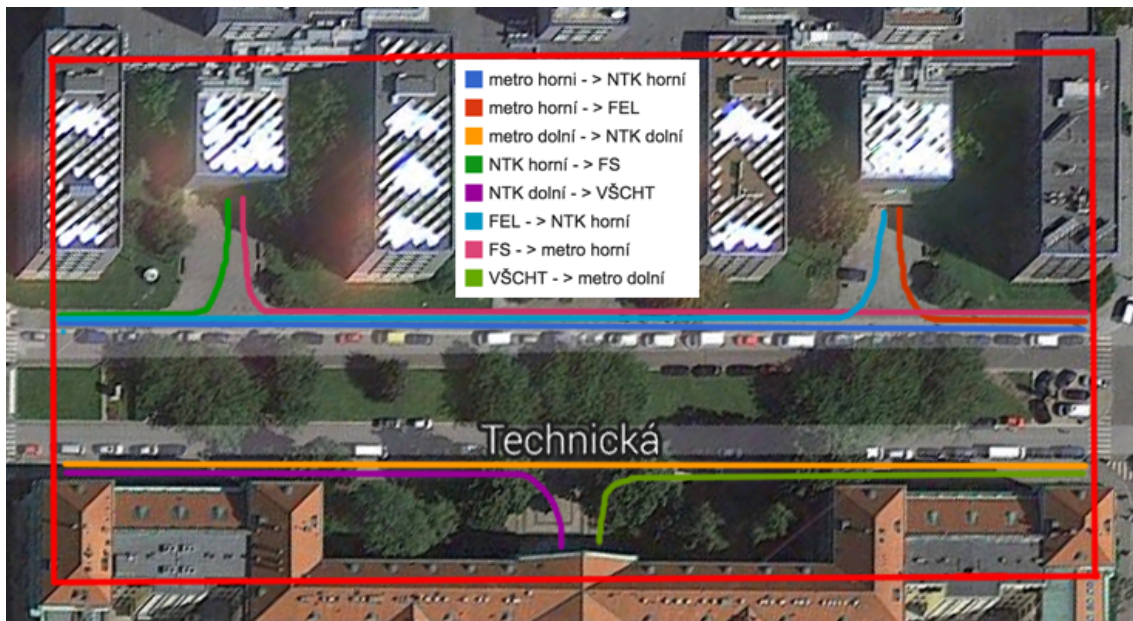 metro horni - > NTK horní
metro horní - > FEL
metro dolní - > NTK dolní
NTK horní - > FS
NTK dolní - > VŠCHT
FEL - > NTK horní
FS - > metro horní
VŠCHT - > metro dolní
Technická